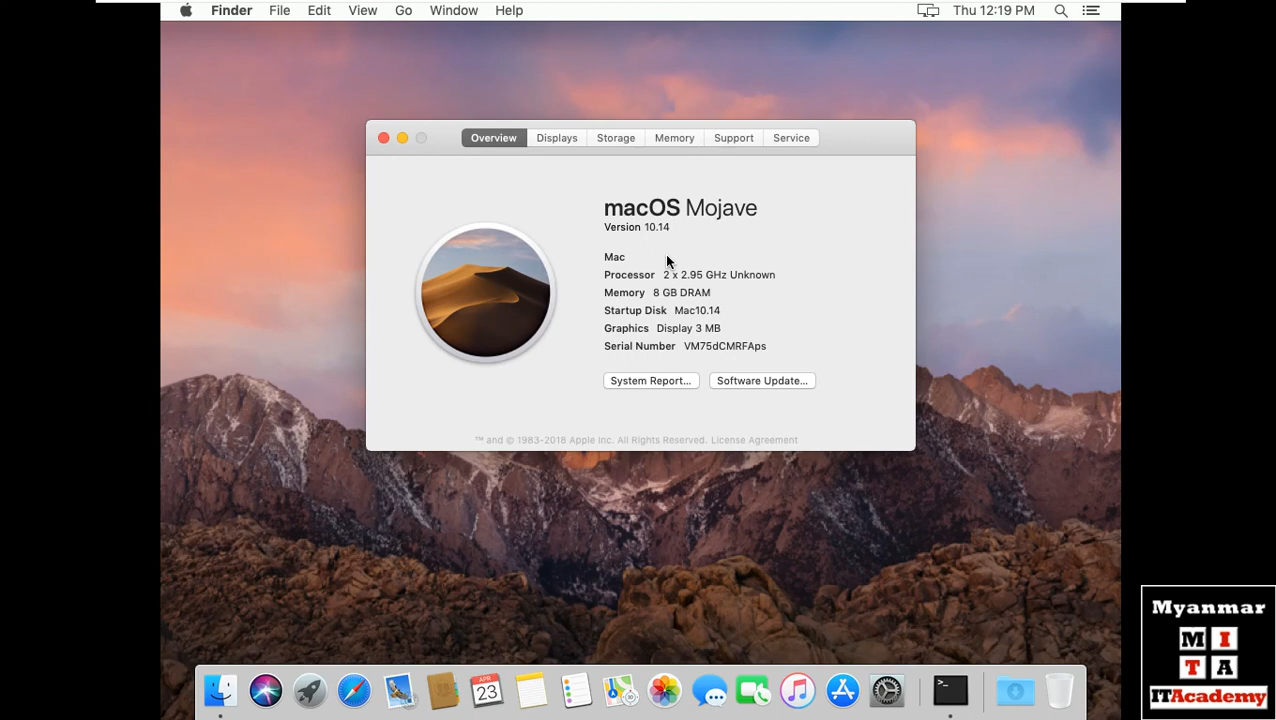 Finder File Edit View Go Window Help Thu 12:19 PM
Overview Displays Storage Memory Support Service
macOS Mojave
Version 10.14
Mac
Processor 2 x 2.95 GHz Unknown
Memory 8 GB DRAM
Startup Disk Mac10.14
Graphics Display 3 MB
Serial Number VM75dCMRFAps
System Report... Software Update...
™ and © 1983-2018 Apple Inc. All Rights Reserved. License Agreement
APR
23
>_
Myanmar
M I
T A
ITAcademy